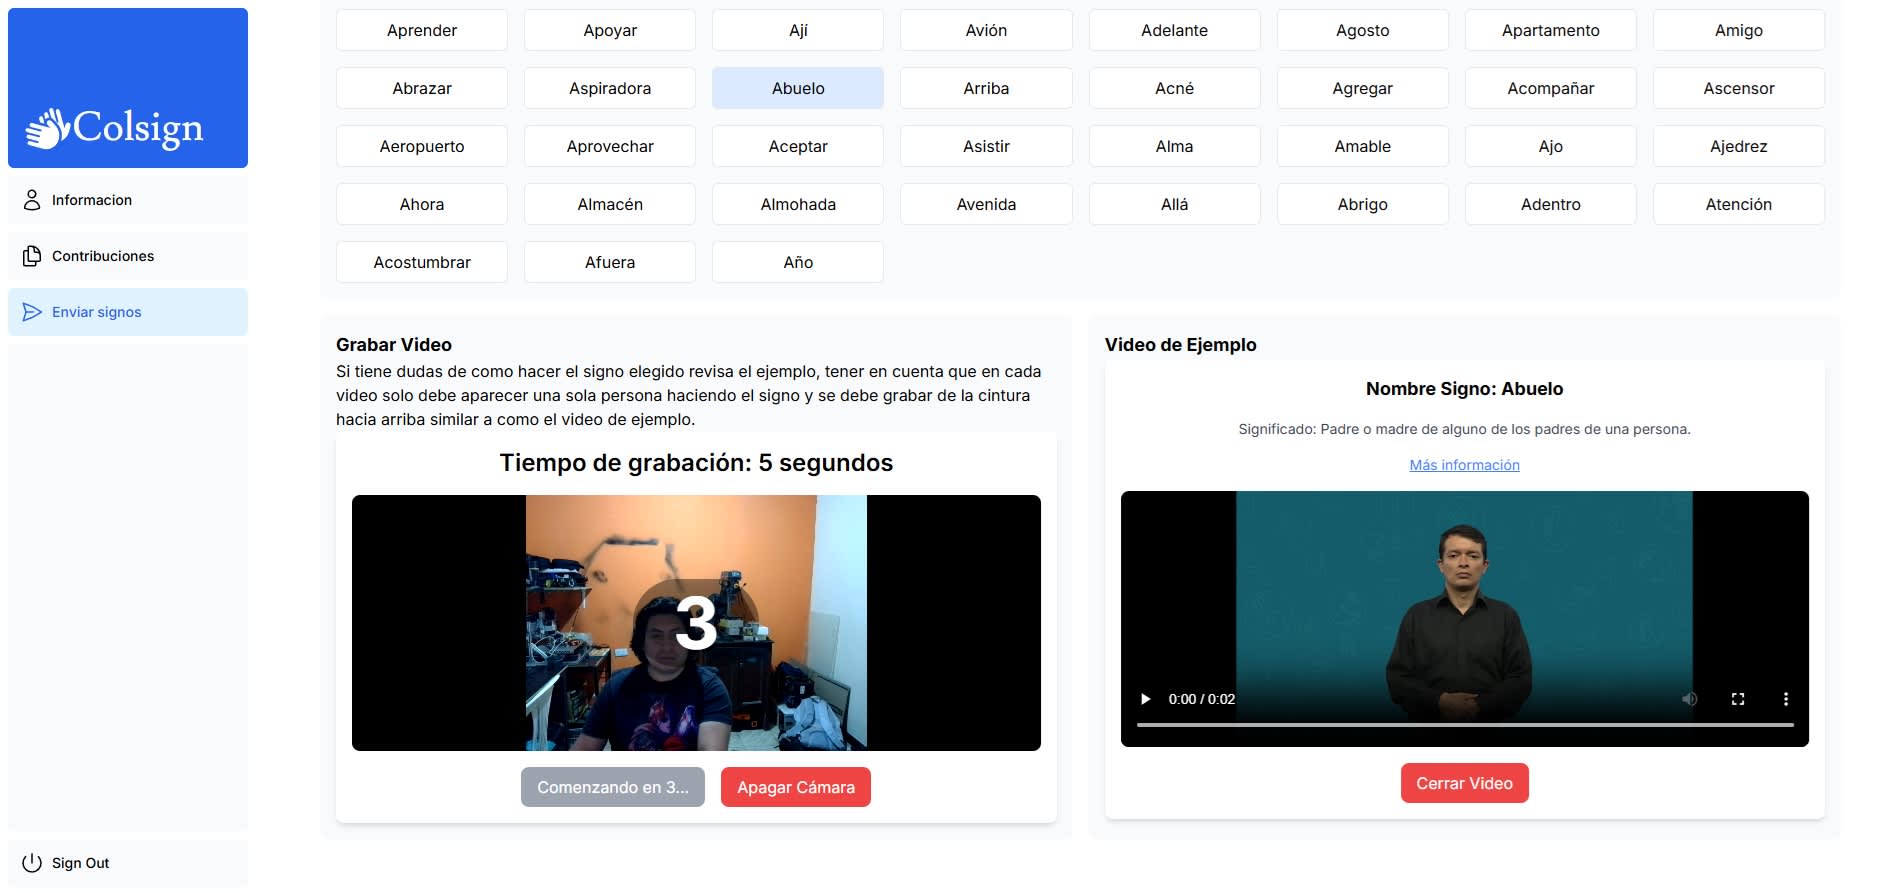 Colsign
Informacion
Contribuciones
Enviar signos
Sign Out
Aprender Apoyar Ají Avión Adelante Agosto Apartamento Amigo
Abrazar Aspiradora Abuelo Arriba Acné Agregar Acompañar Ascensor
Aeropuerto Aprovechar Aceptar Asistir Alma Amable Ajo Ajedrez
Ahora Almacén Almohada Avenida Allá Abrigo Adentro Atención
Acostumbrar Afuera Año
Grabar Video
Si tiene dudas de como hacer el signo elegido revisa el ejemplo, tener en cuenta que en cada
video solo debe aparecer una sola persona haciendo el signo y se debe grabar de la cintura
hacia arriba similar a como el video de ejemplo.
Tiempo de grabación: 5 segundos
3
Comenzando en 3... Apagar Cámara
Video de Ejemplo
Nombre Signo: Abuelo
Significado: Padre o madre de alguno de los padres de una persona.
Más información
0:00 / 0:02
Cerrar Video